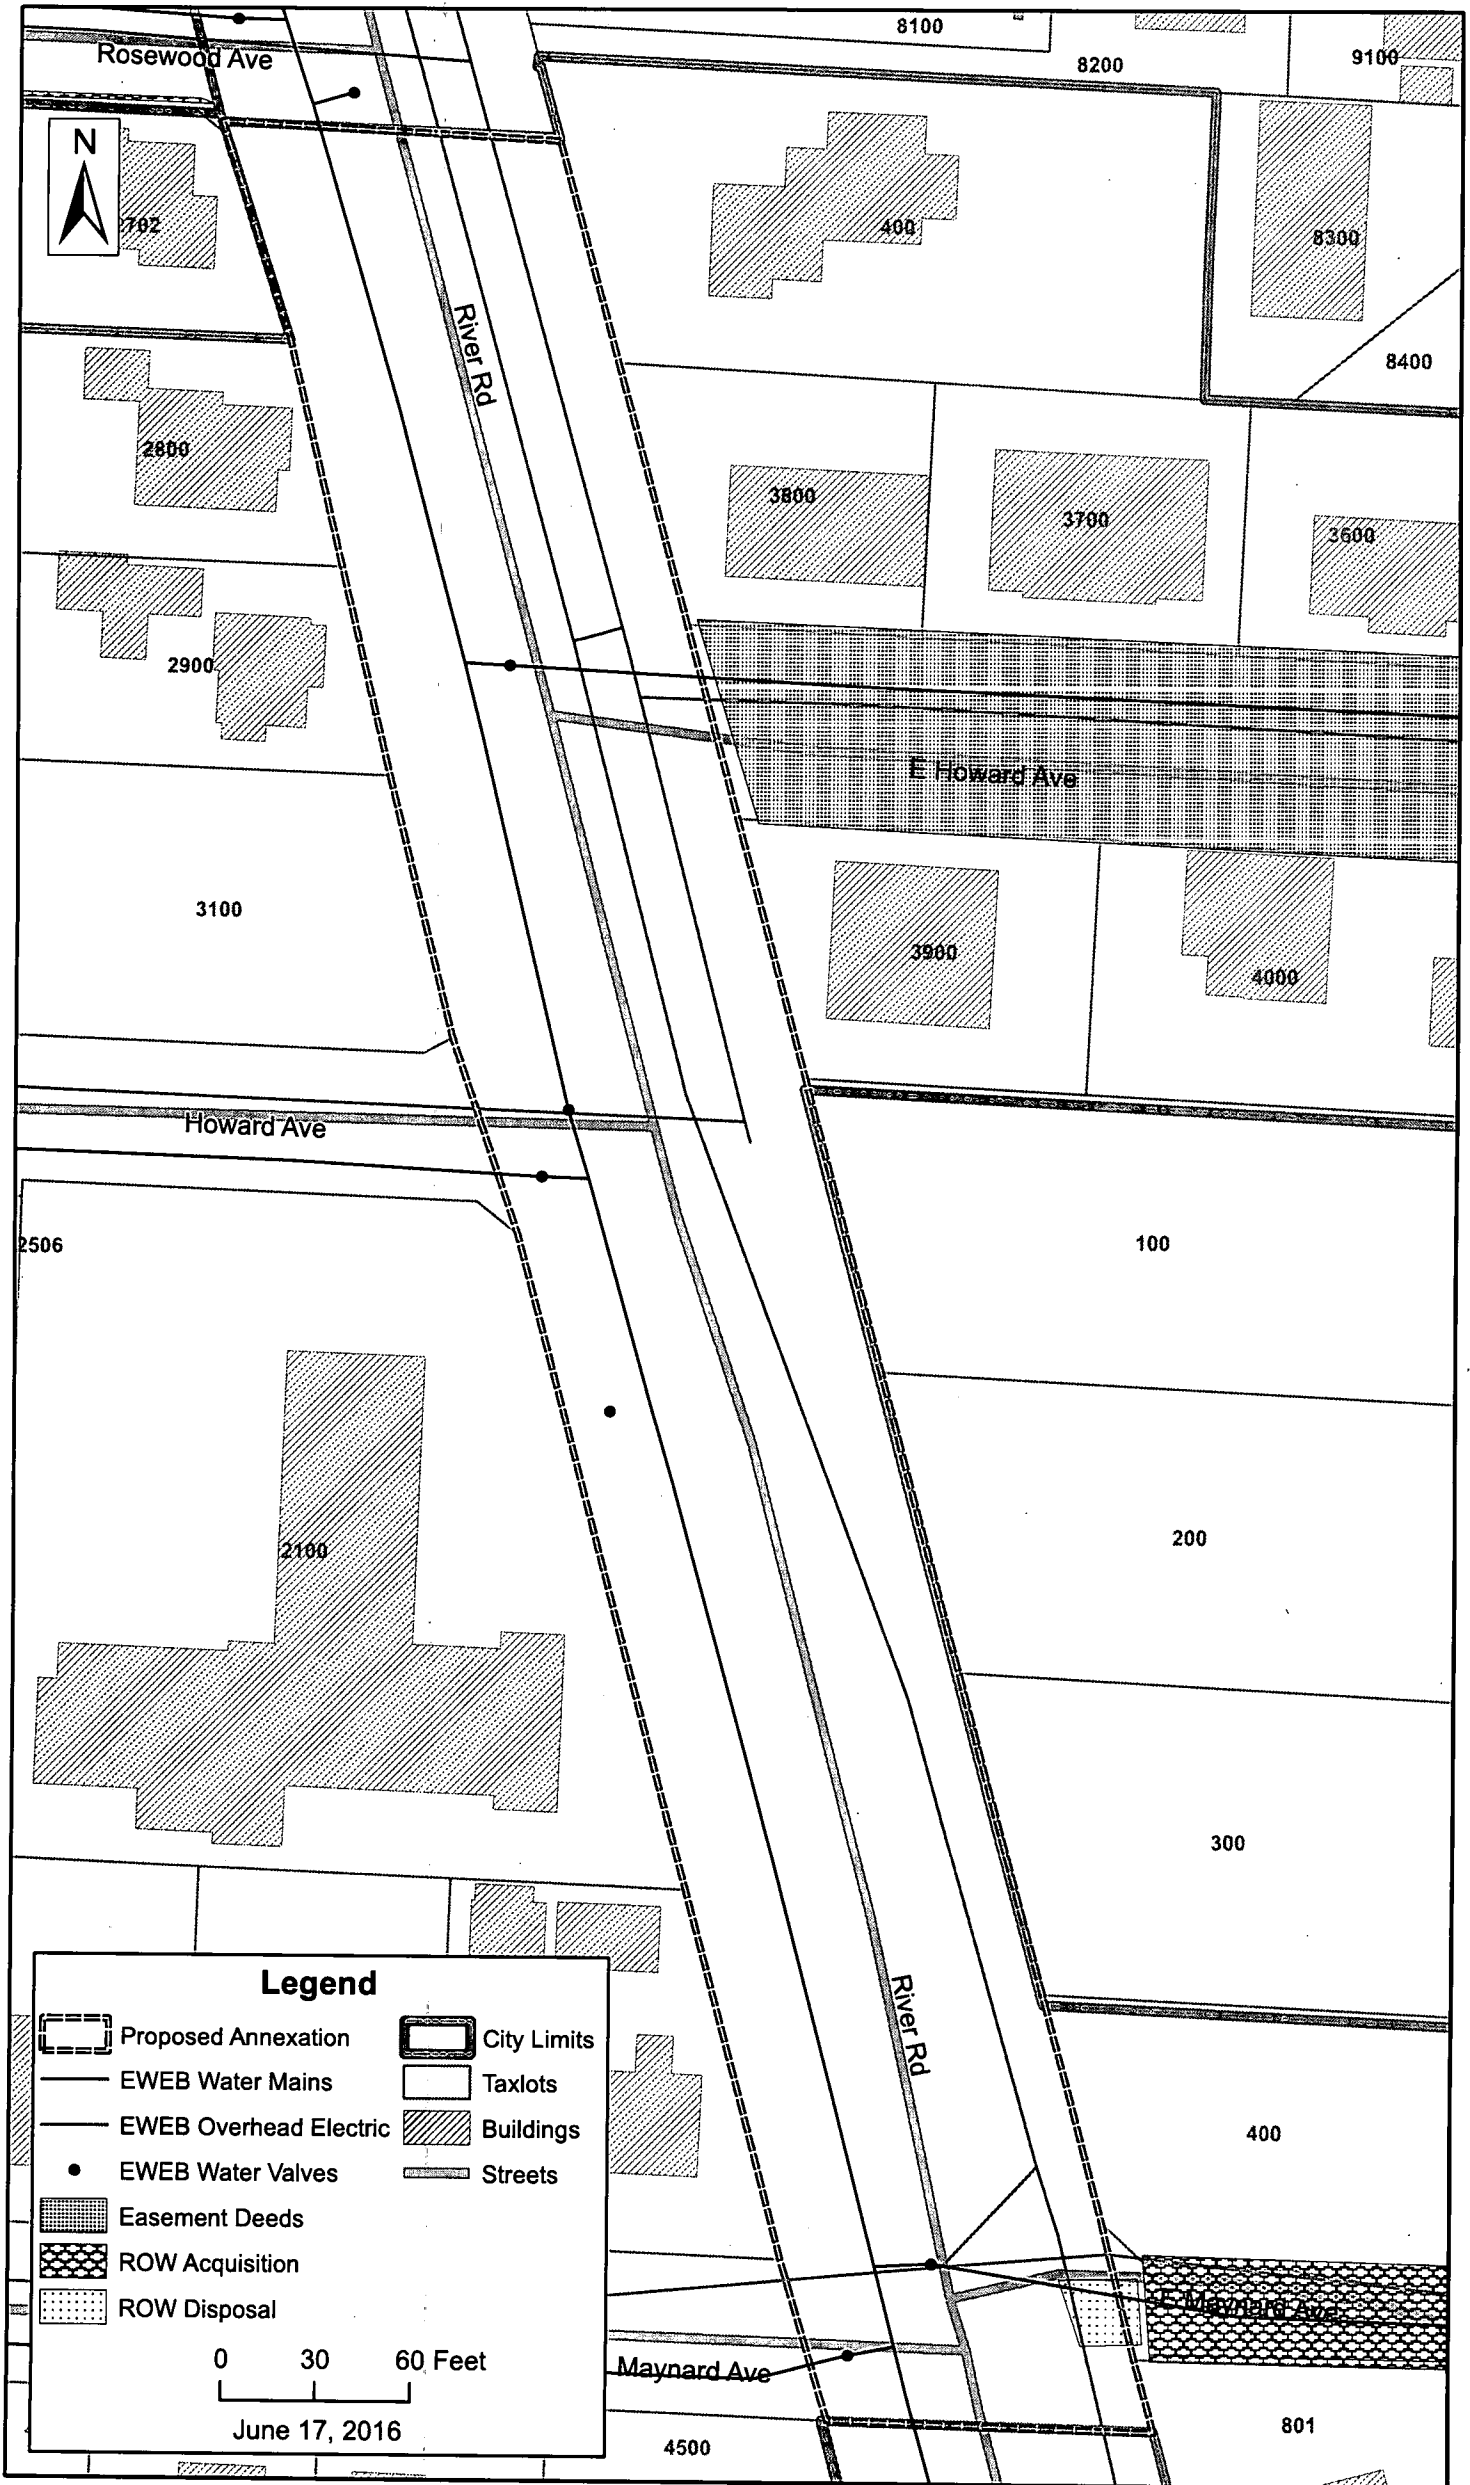 8100
8200
9100
Rosewood Ave
N
702
400
8300
River Rd
8400
2800
3800
3700
3600
2900
E Howard Ave
3100
3900
4000
Howard Ave
2506
100
2100
200
300
River Rd
400
E Maynard Ave
Maynard Ave
801
4500
Legend
Proposed Annexation
City Limits
EWEB Water Mains
Taxlots
EWEB Overhead Electric
Buildings
EWEB Water Valves
Streets
Easement Deeds
ROW Acquisition
ROW Disposal
0 30 60 Feet
June 17, 2016